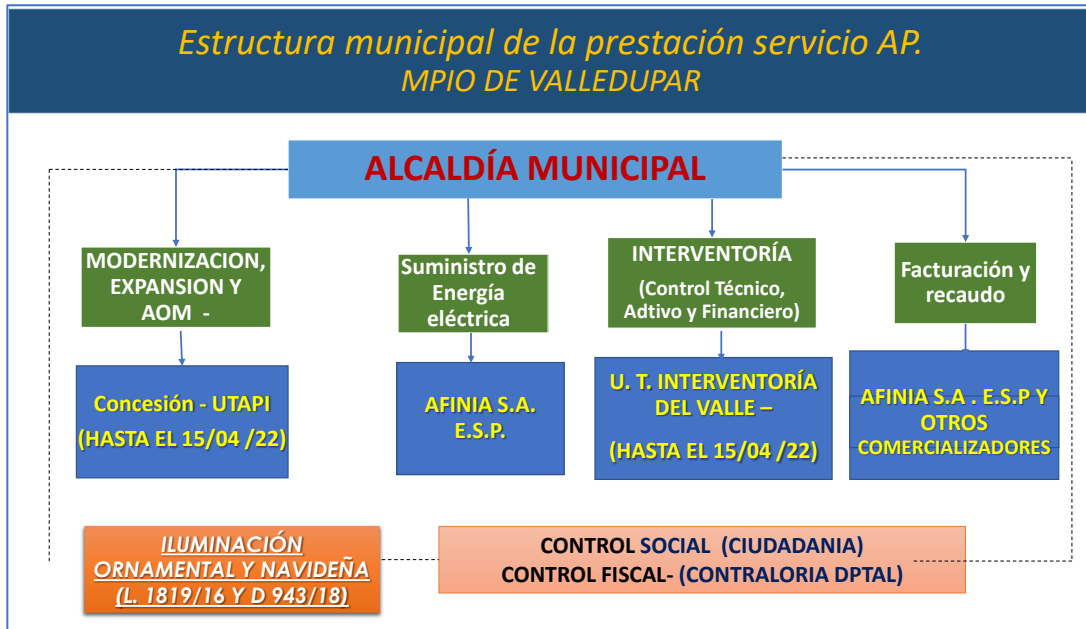 Estructura municipal de la prestación servicio AP.
MPIO DE VALLEDUPAR
ALCALDÍA MUNICIPAL
MODERNIZACION,
EXPANSION Y
AOM -
Suministro de
Energía
eléctrica
INTERVENTORÍA
(Control Técnico,
Adtivo y Financiero)
Facturación y
recaudo
Concesión - UTAPI
(HASTA EL 15/04 /22)
AFINIA S.A.
E.S.P.
U. T. INTERVENTORÍA
DEL VALLE –
(HASTA EL 15/04 /22)
AFINIA S.A . E.S.P Y
OTROS
COMERCIALIZADORES
ILUMINACIÓN
ORNAMENTAL Y NAVIDEÑA
(L. 1819/16 Y D 943/18)
CONTROL SOCIAL (CIUDADANIA)
CONTROL FISCAL- (CONTRALORIA DPTAL)